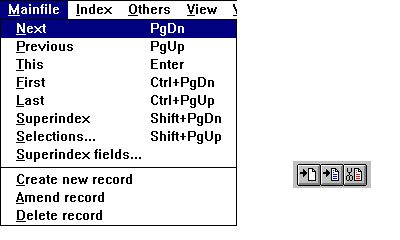 Mainfile Index Others View
Next PgDn
Previous PgUp
This Enter
First Ctrl+PgDn
Last Ctrl+PgUp
Superindex Shift+PgDn
Selections... Shift+PgUp
Superindex fields...
Create new record
Amend record
Delete record